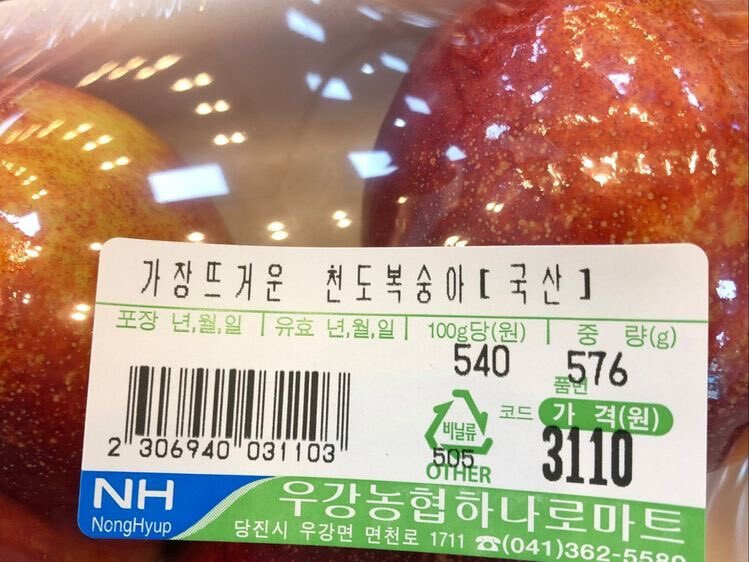 가장뜨거운 천도복숭아[국산]
포장 년,월,일 유효 년,월,일 100g당(원) 중 량(g)
540 576
품번
코드 가 격(원)
비닐류
505
OTHER
3110
2 306940 031103
NH 우강농협하나로마트
NongHyup 당진시 우강면 면천로 1711 ☎(041)362-5580